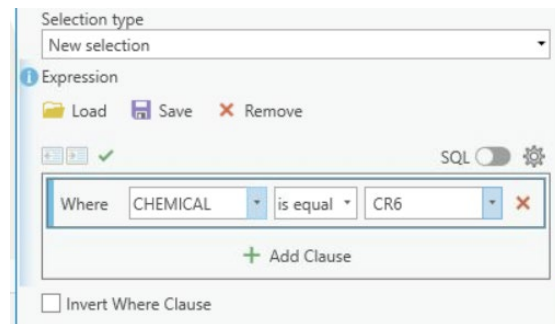 Selection type
New selection
Expression
Load Save Remove
SQL
Where CHEMICAL is equal CR6
Add Clause
Invert Where Clause